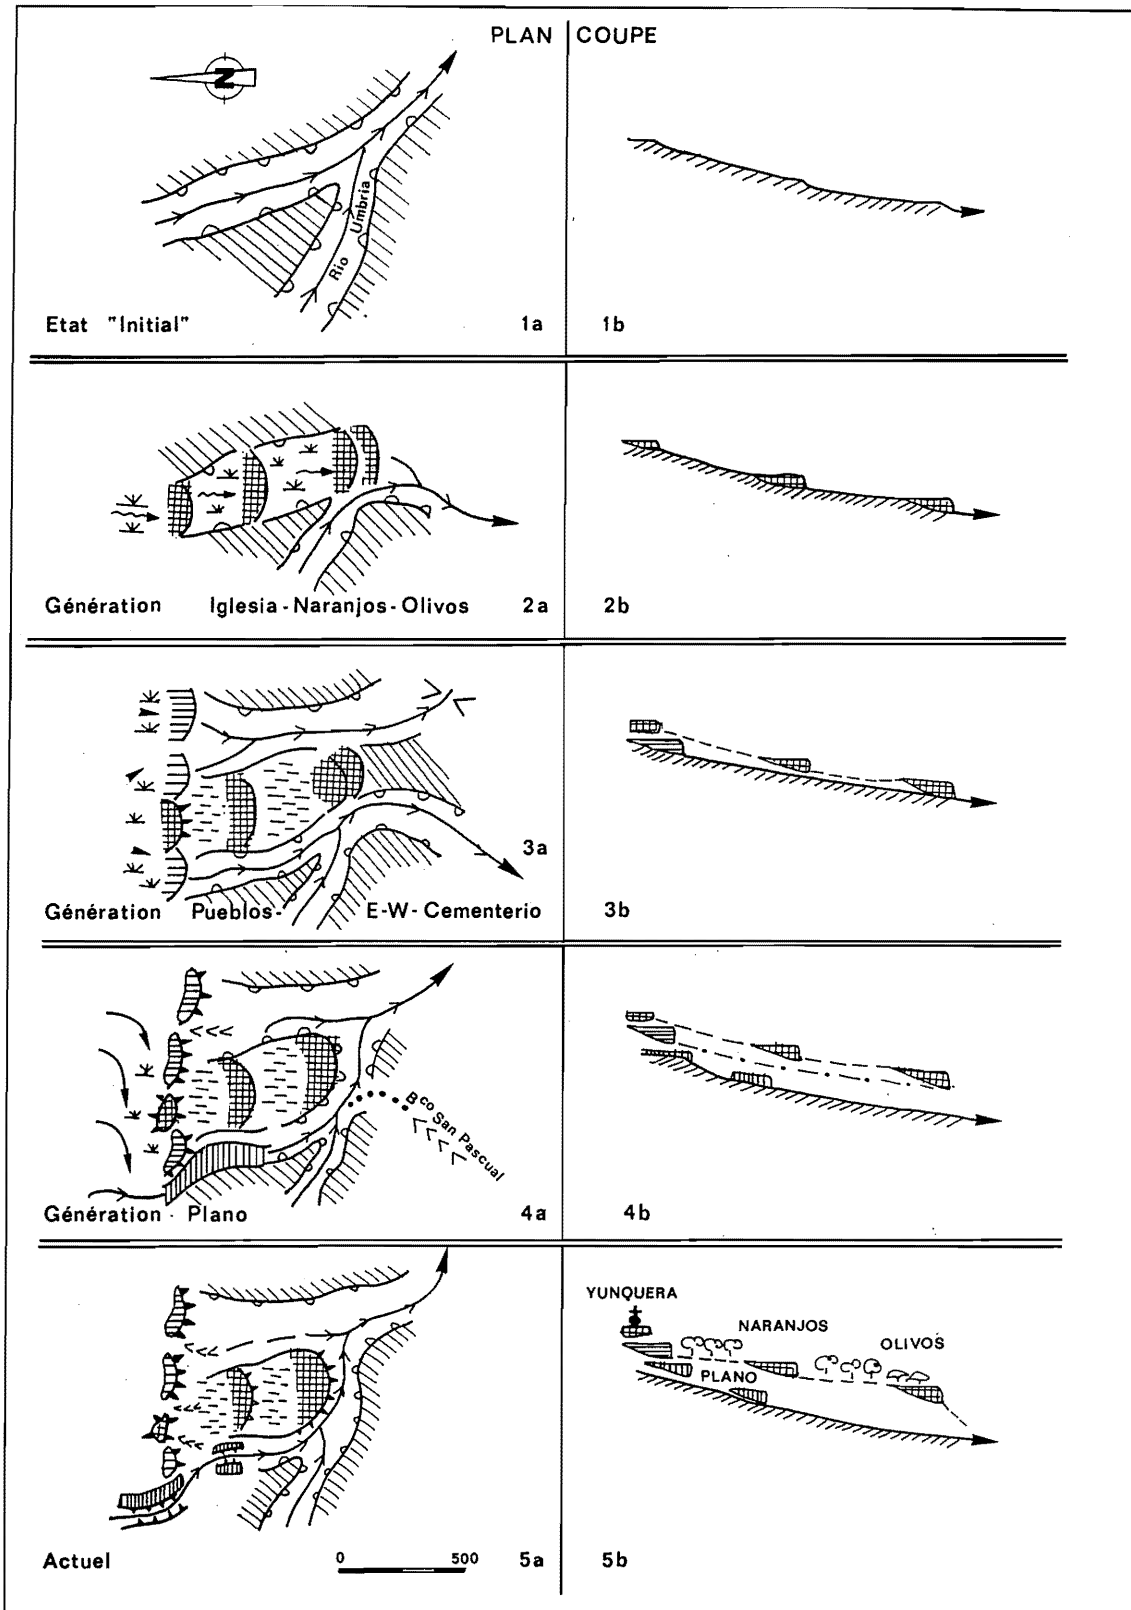 PLAN COUPE
N
Rio Umbria
Etat "Initial" 1a 1b
Génération Iglesia - Naranjos - Olivos 2a 2b
3a
Génération Pueblos - E-W- Cementerio 3b
Bco San Pascual
Génération - Plano 4a 4b
YUNQUERA
NARANJOS
OLIVOS
PLANO
Actuel 0 500 5a 5b